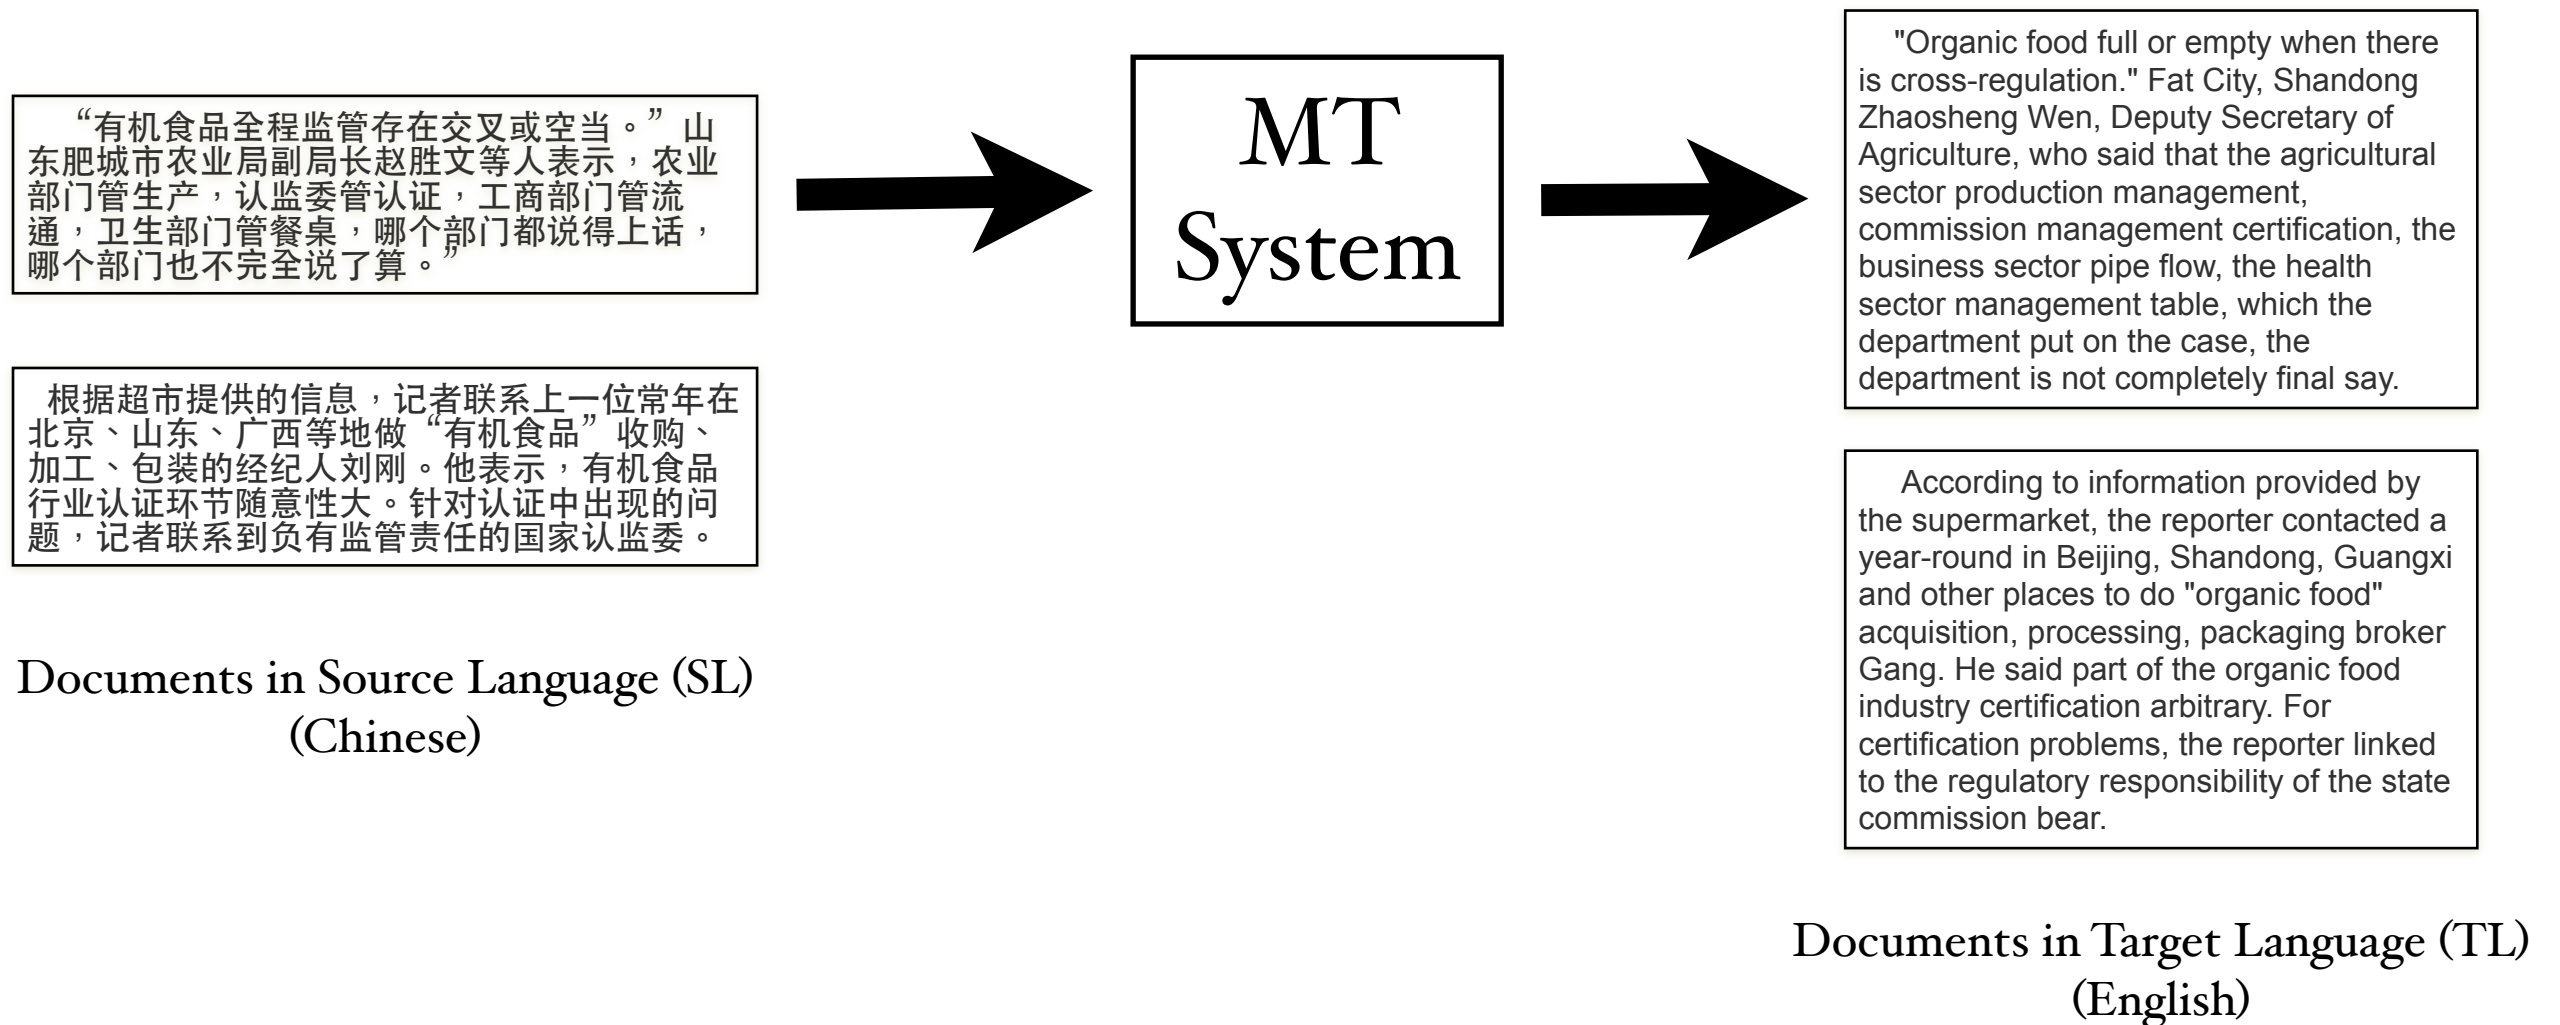 “有机食品全程监管存在交叉或空当。”山
东肥城市农业局副局长赵胜文等人表示，农业
部门管生产，认监委管认证，工商部门管流
通，卫生部门管餐桌，哪个部门都说得上话，
哪个部门也不完全说了算。”
根据超市提供的信息，记者联系上一位常年在
北京、山东、广西等地做“有机食品”收购、
加工、包装的经纪人刘刚。他表示，有机食品
行业认证环节随意性大。针对认证中出现的问
题，记者联系到负有监管责任的国家认监委。
Documents in Source Language (SL)
(Chinese)
MT
System
"Organic food full or empty when there
is cross-regulation." Fat City, Shandong
Zhaosheng Wen, Deputy Secretary of
Agriculture, who said that the agricultural
sector production management,
commission management certification, the
business sector pipe flow, the health
sector management table, which the
department put on the case, the
department is not completely final say.
According to information provided by
the supermarket, the reporter contacted a
year-round in Beijing, Shandong, Guangxi
and other places to do "organic food"
acquisition, processing, packaging broker
Gang. He said part of the organic food
industry certification arbitrary. For
certification problems, the reporter linked
to the regulatory responsibility of the state
commission bear.
Documents in Target Language (TL)
(English)